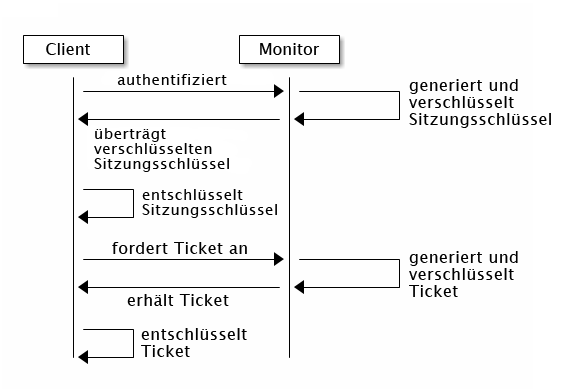 Client
Monitor
authentifiziert
generiert und
verschlüsselt
Sitzungsschlüssel
überträgt
verschlüsselten
Sitzungsschlüssel
entschlüsselt
Sitzungsschlüssel
fordert Ticket an
generiert und
verschlüsselt
Ticket
erhält Ticket
entschlüsselt
Ticket